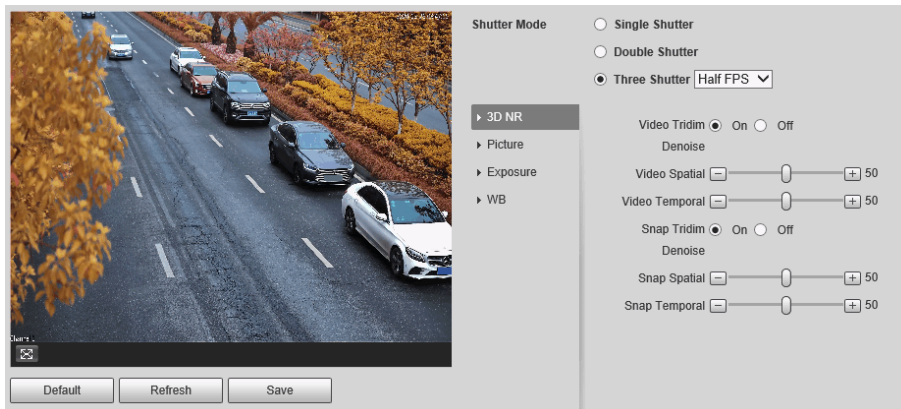 Shutter Mode
Single Shutter
Double Shutter
Three Shutter Half FPS
3D NR
Picture
Exposure
WB
Video Tridim On Off
Denoise
Video Spatial 50
Video Temporal 50
Snap Tridim On Off
Denoise
Snap Spatial 50
Snap Temporal 50
Default Refresh Save